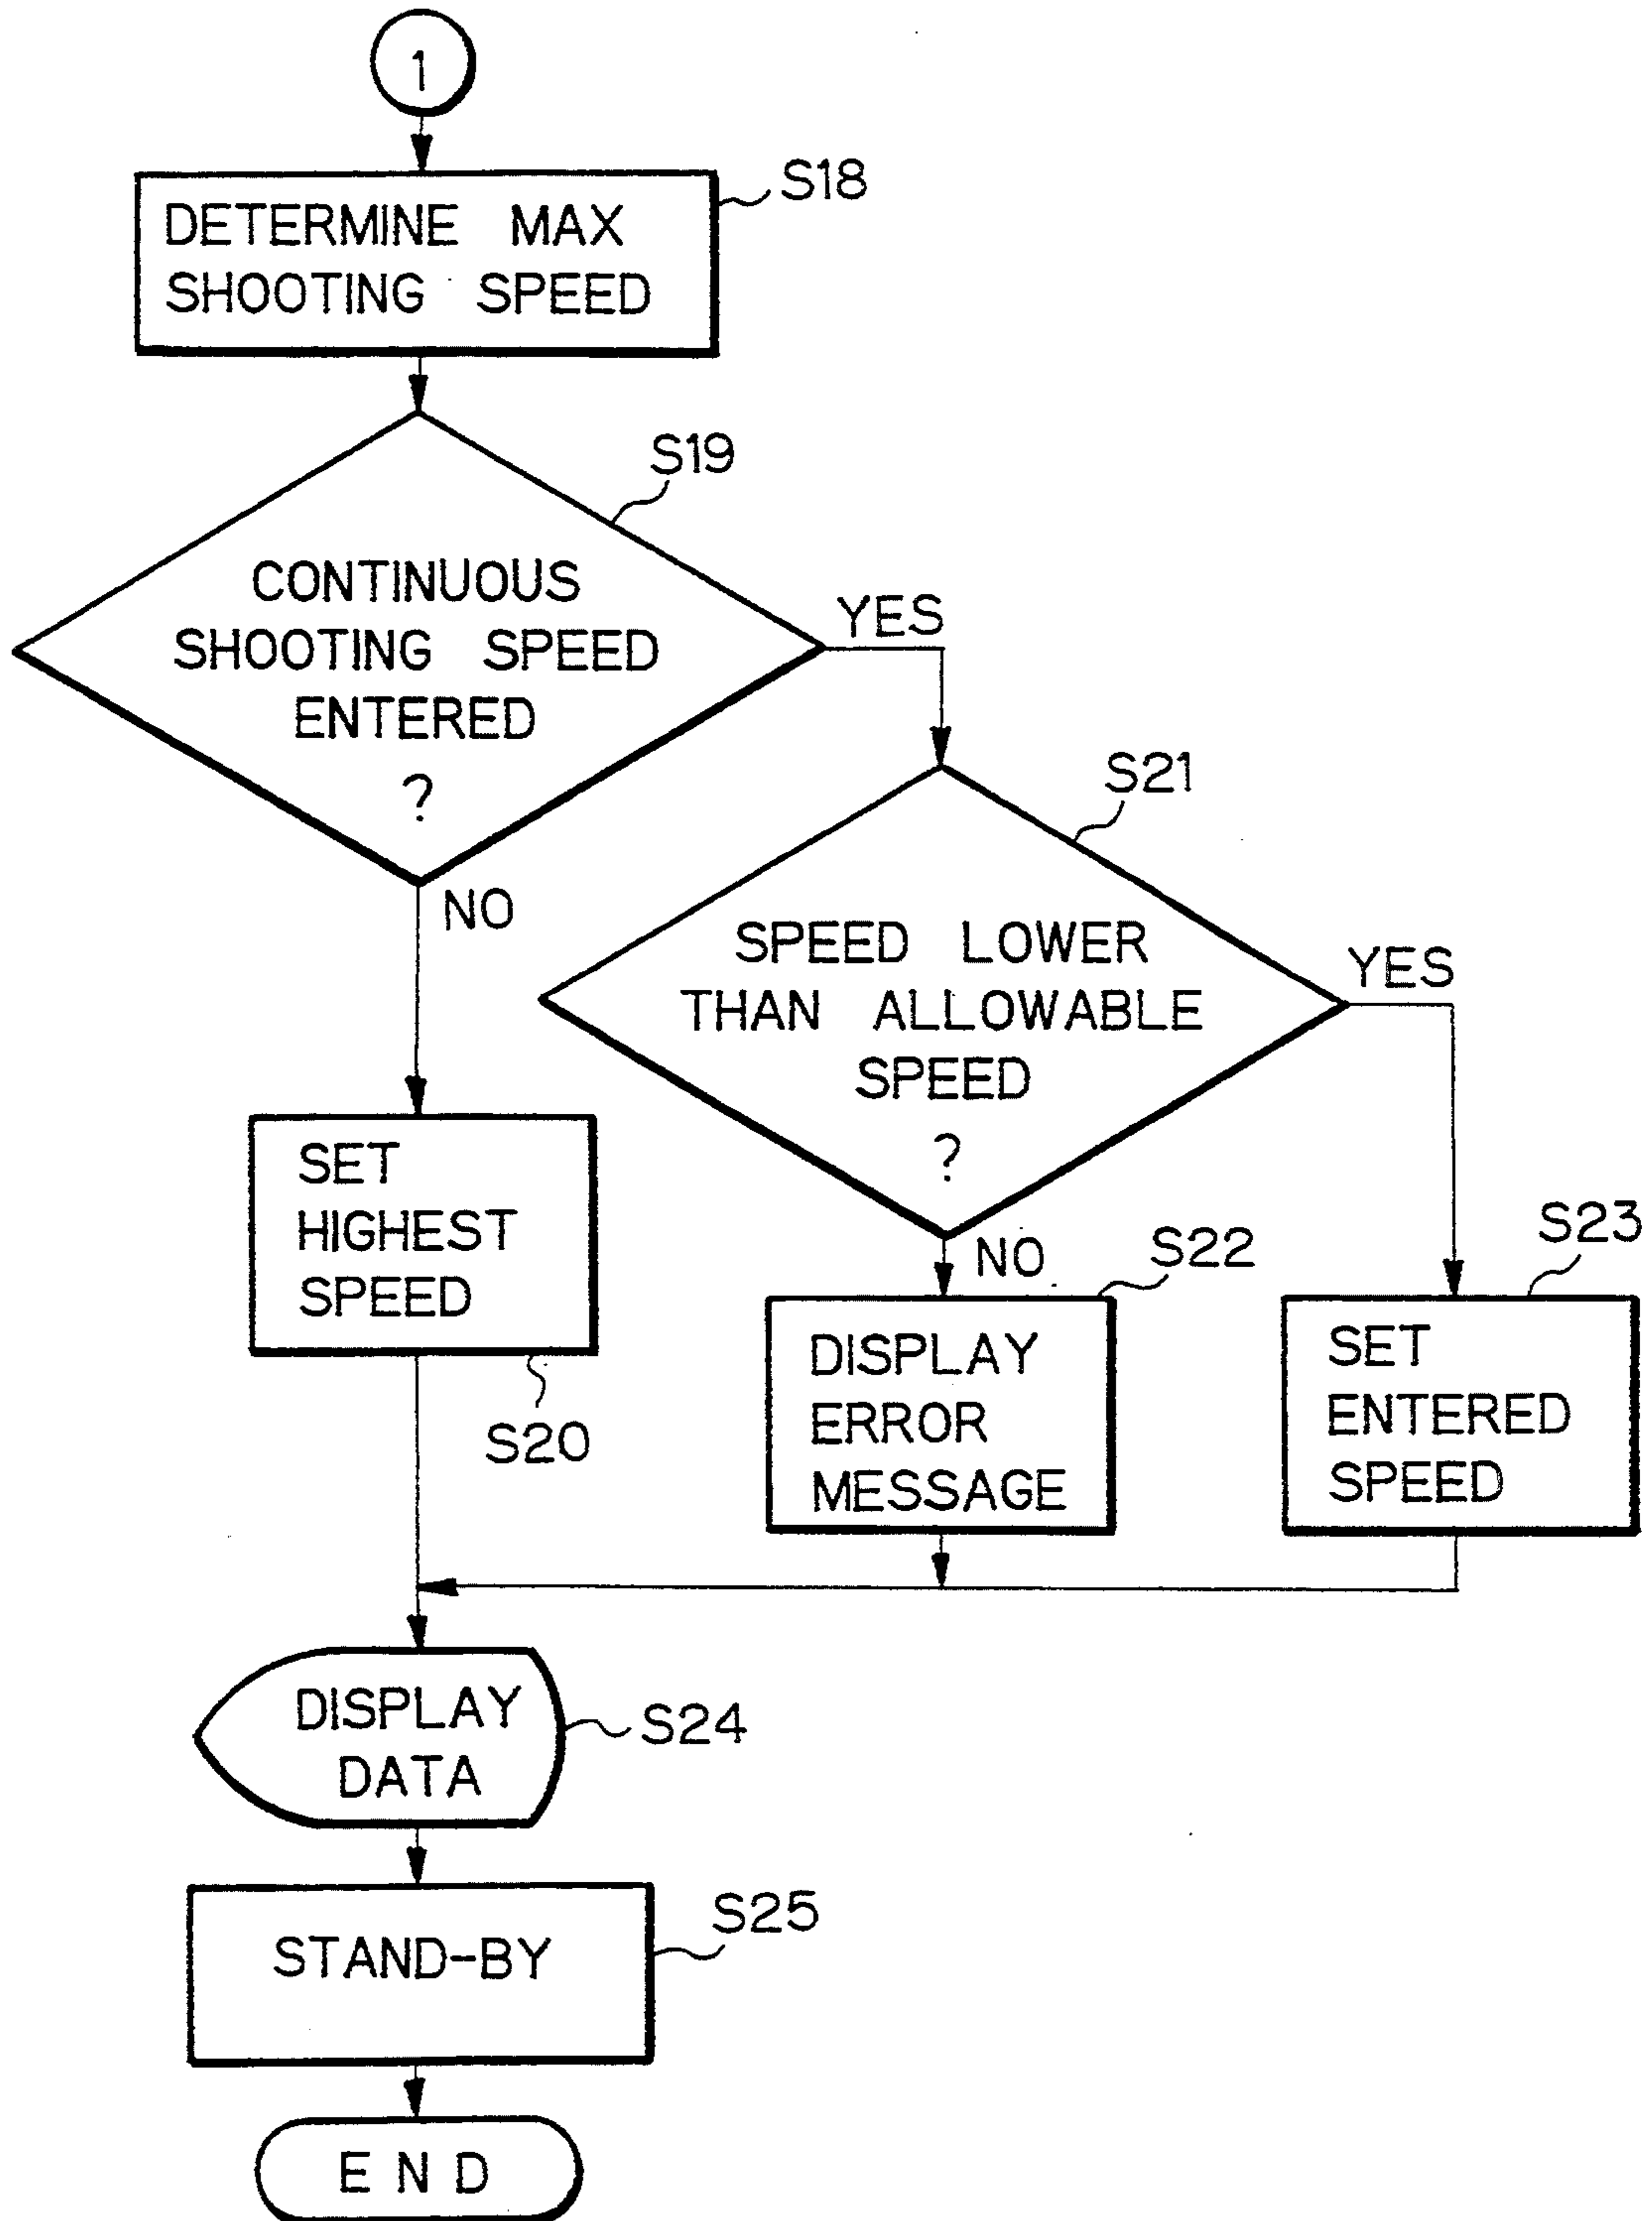 1
S18
DETERMINE MAX
SHOOTING SPEED
S19
CONTINUOUS
SHOOTING SPEED
ENTERED
?
YES
NO
S21
SPEED LOWER
THAN ALLOWABLE
SPEED
?
YES
NO
SET
HIGHEST
SPEED
S20
S22
DISPLAY
ERROR
MESSAGE
S23
SET
ENTERED
SPEED
DISPLAY
DATA
S24
STAND-BY
S25
END